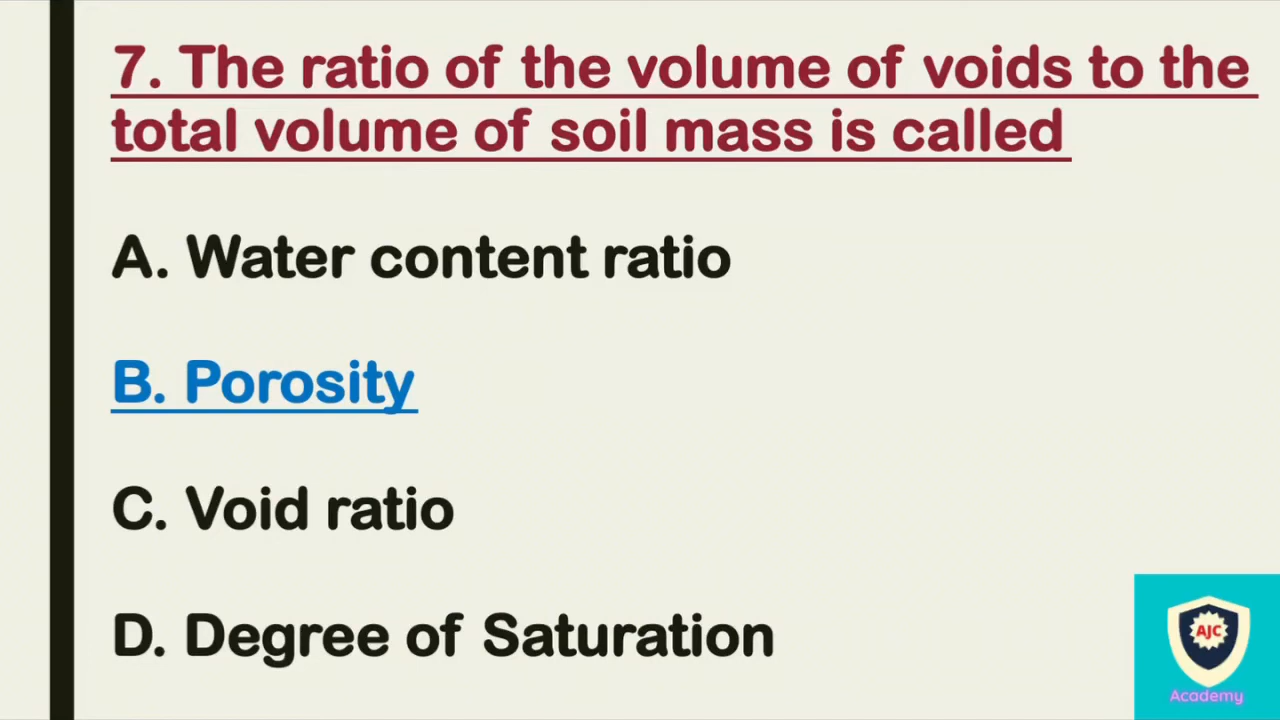 7. The ratio of the volume of voids to the
total volume of soil mass is called
A. Water content ratio
B. Porosity
C. Void ratio
D. Degree of Saturation
AJC
Academy